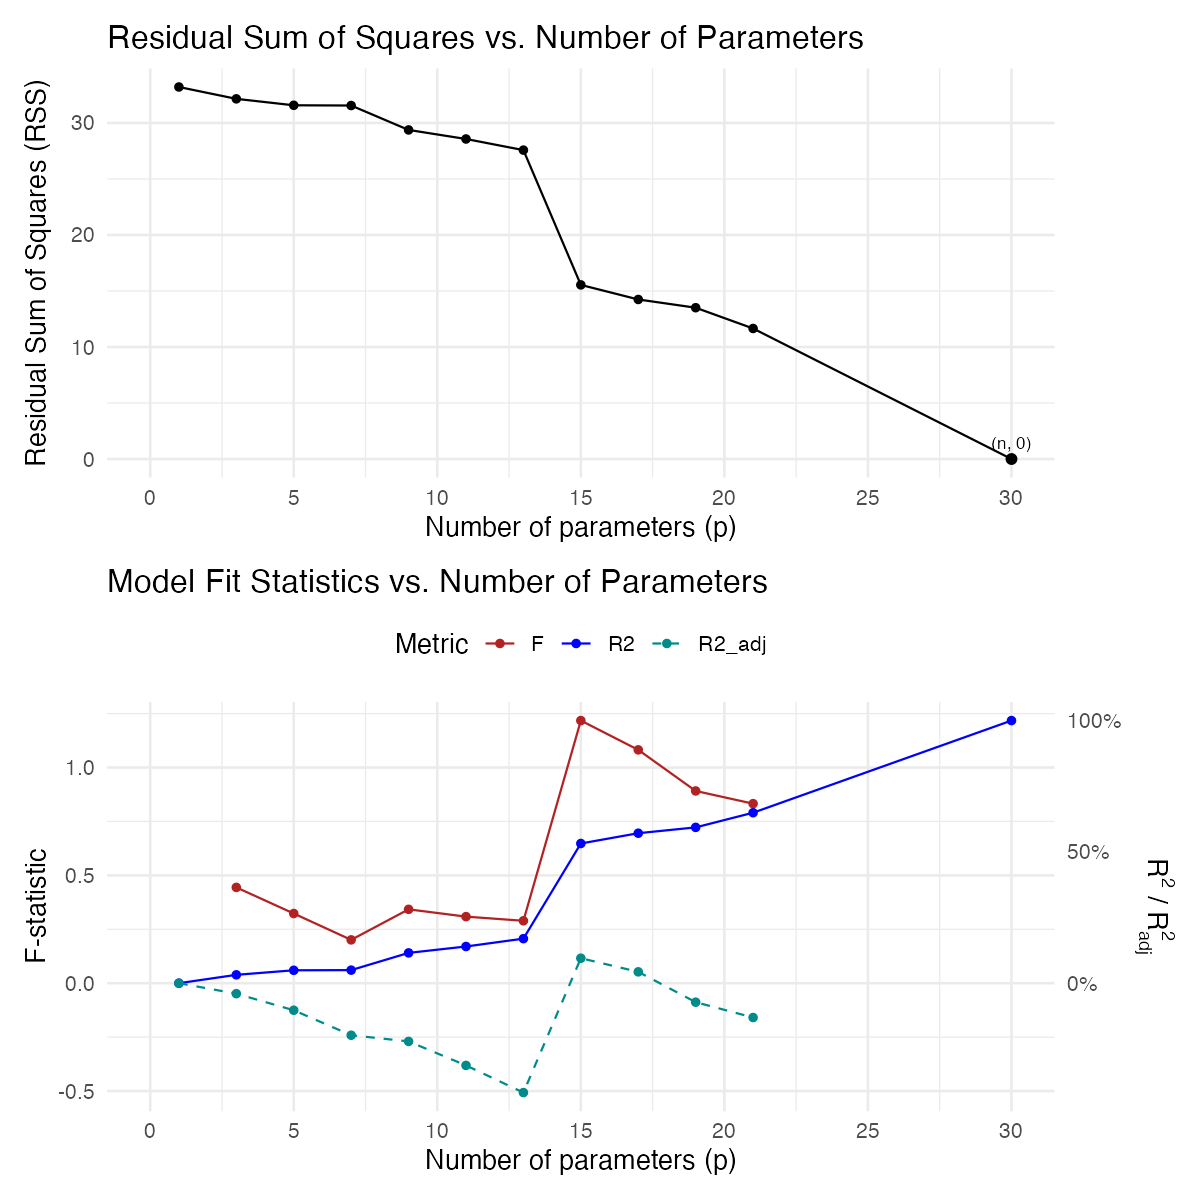 Residual Sum of Squares vs. Number of Parameters
Residual Sum of Squares (RSS)
30
20
10
0
(n, 0)
0 5 10 15 20 25 30
Number of parameters (p)
Model Fit Statistics vs. Number of Parameters
Metric F R2 R2_adj
F-statistic
1.0
0.5
0.0
-0.5
100%
50%
0%
R² / R²adj
0 5 10 15 20 25 30
Number of parameters (p)